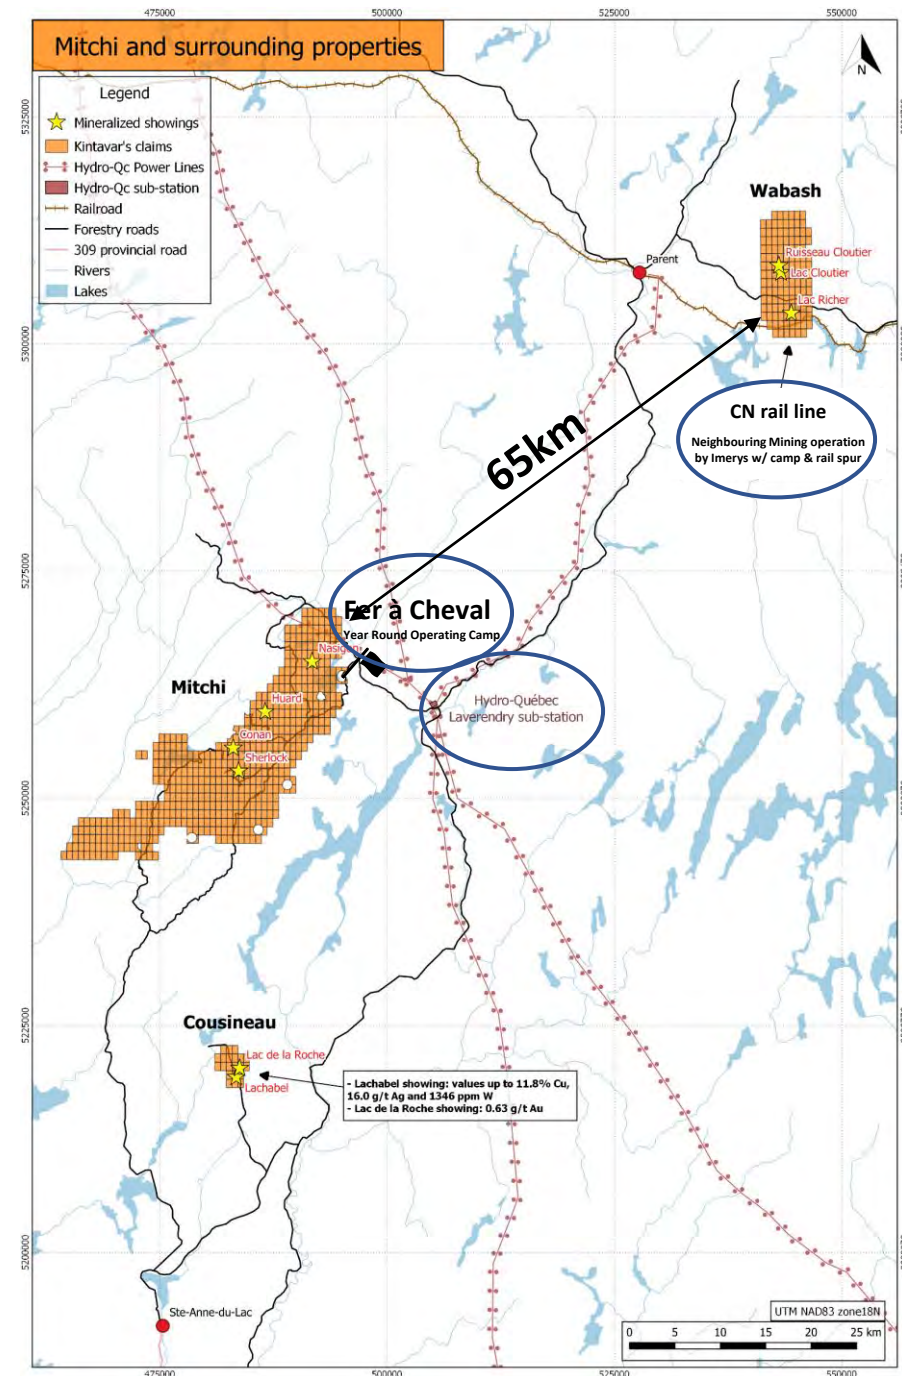 475000
500000
525000
550000
Mitchi and surrounding properties
N
Legend
Mineralized showings
Kintavar's claims
Hydro-Qc Power Lines
Hydro-Qc sub-station
Railroad
Forestry roads
309 provincial road
Rivers
Lakes
5325000
Wabash
Ruisseau Cloutier
Lac Cloutier
Lac Richer
Parent
5300000
CN rail line
Neighbouring Mining operation
by Imerys w/ camp & rail spur
65km
5275000
Fer à Cheval
Year Round Operating Camp
Nasigon
Mitchi
Huard
Conan
Sherlock
Hydro-Québec
Laverendry sub-station
5250000
5225000
Cousineau
Lac de la Roche
Lachabel
- Lachabel showing: values up to 11.8% Cu,
16.0 g/t Ag and 1346 ppm W
- Lac de la Roche showing: 0.63 g/t Au
5200000
Ste-Anne-du-Lac
UTM NAD83 zone18N
0 5 10 15 20 25 km
475000
500000
525000
550000